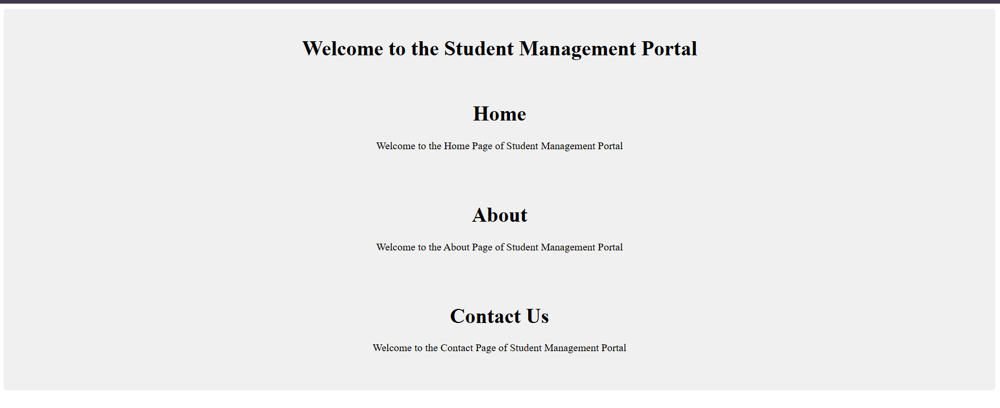 Welcome to the Student Management Portal
Home
Welcome to the Home Page of Student Management Portal
About
Welcome to the About Page of Student Management Portal
Contact Us
Welcome to the Contact Page of Student Management Portal